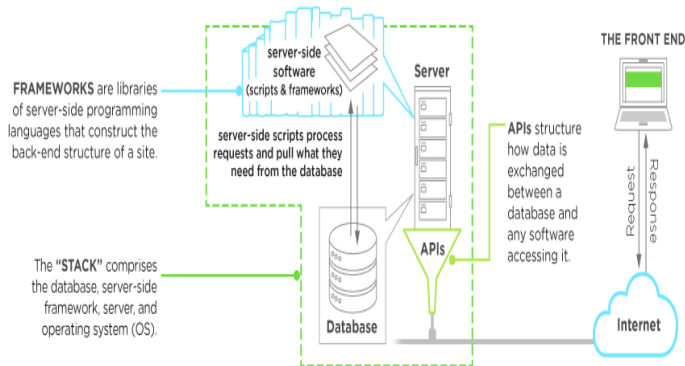 FRAMEWORKS are libraries
of server-side programming
languages that construct the
back-end structure of a site.
The “STACK” comprises
the database, server-side
framework, server, and
operating system (OS).
server-side
software
(scripts & frameworks)
server-side scripts process
requests and pull what they
need from the database
Database
Server
APIs
APIs structure
how data is
exchanged
between a
database and
any software
accessing it.
THE FRONT END
Request
Response
Internet